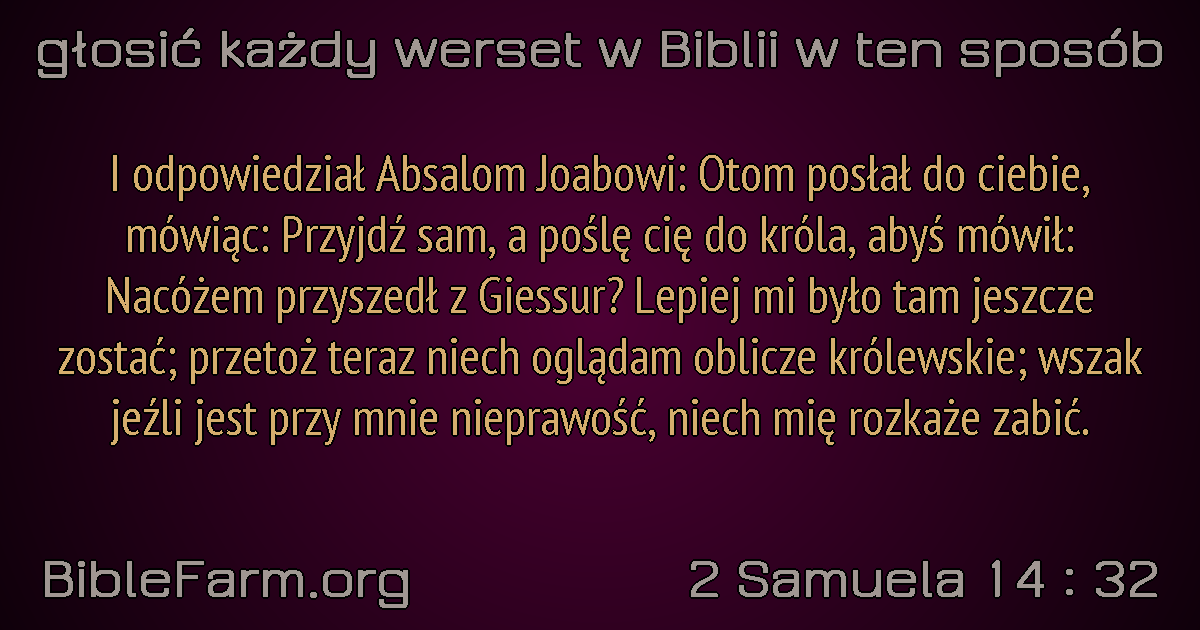 głosić każdy werset w Biblii w ten sposób
I odpowiedział Absalom Joabowi: Otom posłał do ciebie,
mówiąc: Przyjdź sam, a poślę cię do króla, abyś mówił:
Nacóżem przyszedł z Giessur? Lepiej mi było tam jeszcze
zostać; przetoż teraz niech oglądam oblicze królewskie; wszak
jeźli jest przy mnie nieprawość, niech mię rozkaże zabić.
BibleFarm.org
2 Samuela 14 : 32